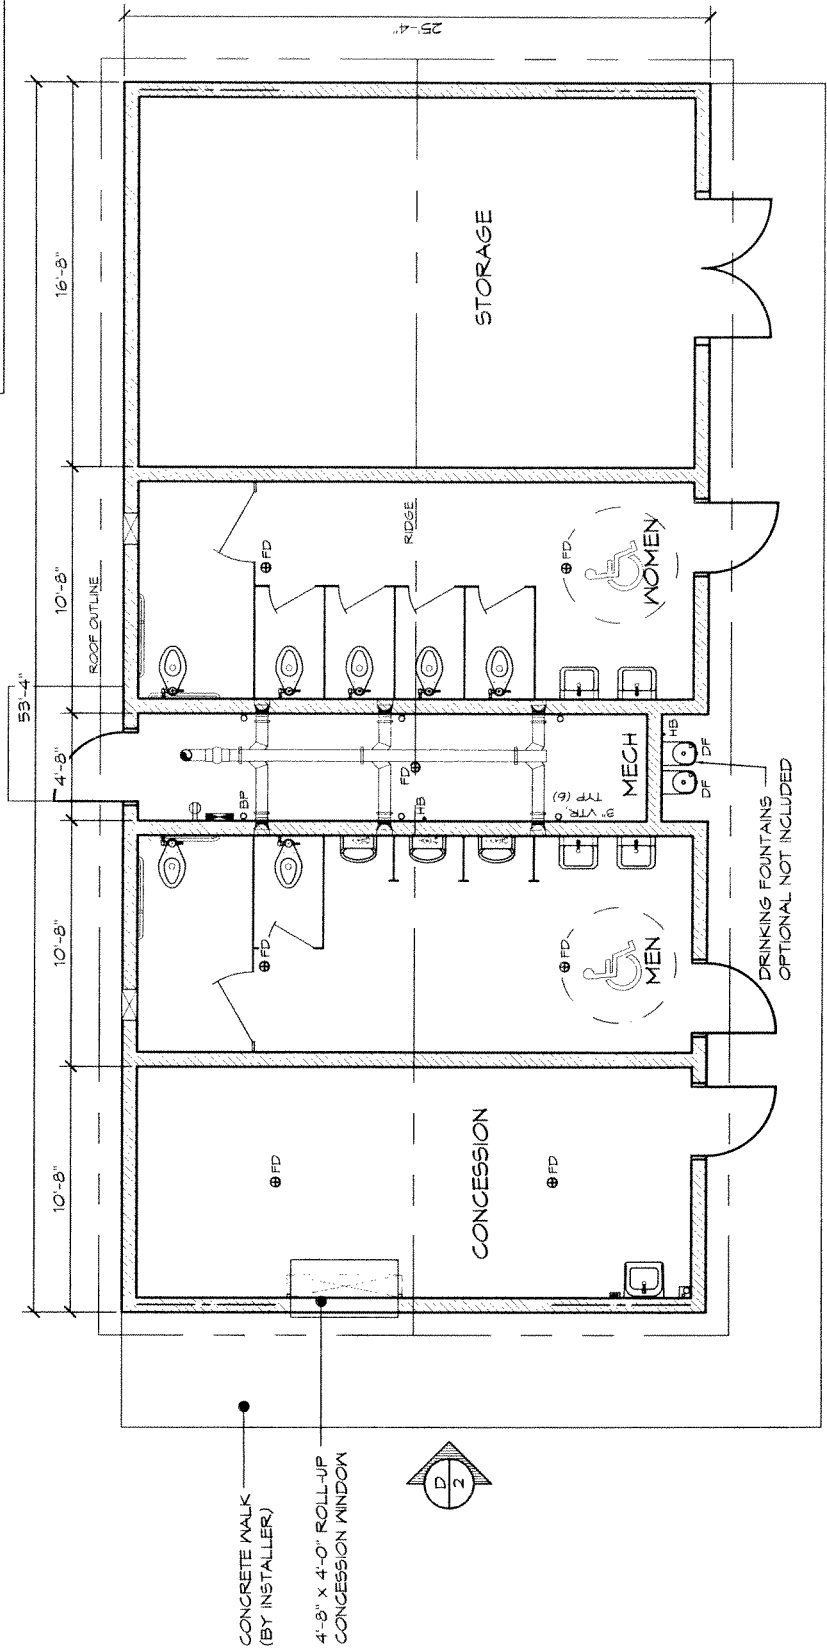 25'-4"
53'-4"
10'-8"
10'-8"
4'-8"
10'-8"
16'-8"
ROOF OUTLINE
RIDGE
CONCESSION
FD
FD
MEN
FD
FD
MECH
BP
FD
HB
3" VTR,
TYP (6)
WOMEN
FD
FD
STORAGE
HB
DF
DF
DRINKING FOUNTAINS
OPTIONAL NOT INCLUDED
CONCRETE WALK
(BY INSTALLER)
4'-8" x 4'-0" ROLL-UP
CONCESSION WINDOW
D
2